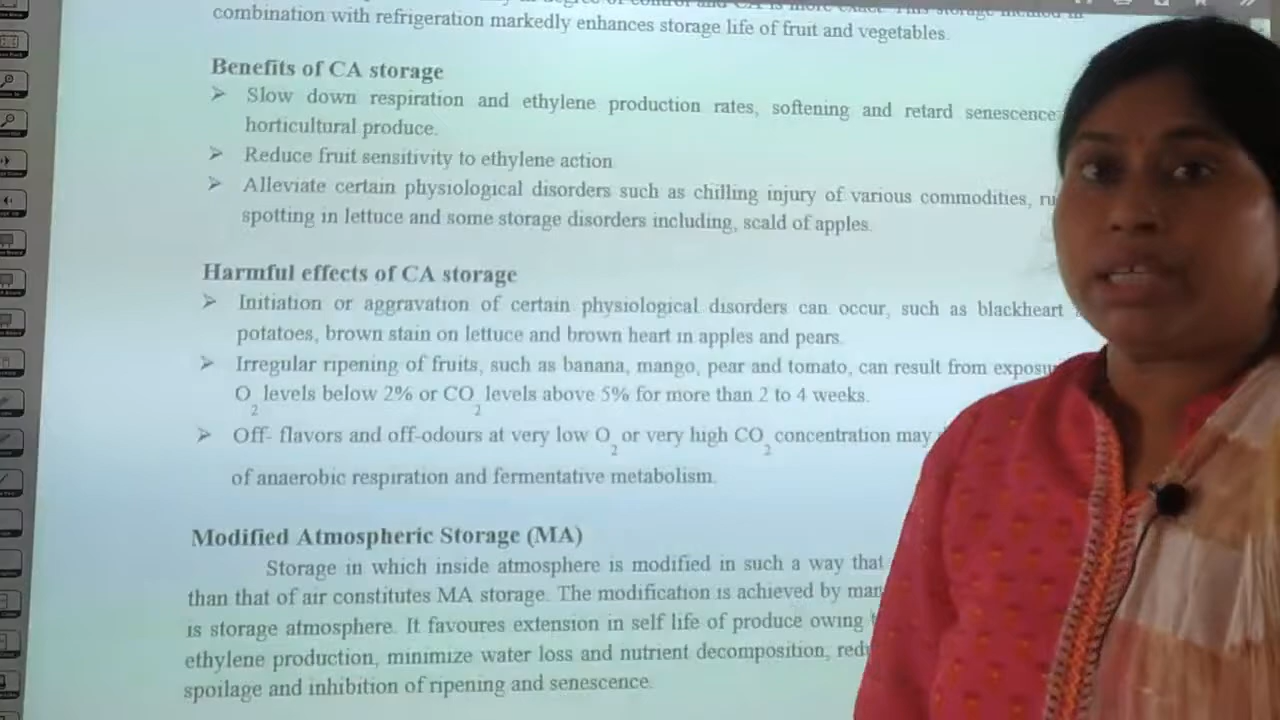 combination with refrigeration markedly enhances storage life of fruit and vegetables.
Benefits of CA storage
➢ Slow down respiration and ethylene production rates, softening and retard senescence
horticultural produce.
➢ Reduce fruit sensitivity to ethylene action
➢ Alleviate certain physiological disorders such as chilling injury of various commodities,
spotting in lettuce and some storage disorders including, scald of apples.
Harmful effects of CA storage
➢ Initiation or aggravation of certain physiological disorders can occur, such as blackheart
potatoes, brown stain on lettuce and brown heart in apples and pears.
➢ Irregular ripening of fruits, such as banana, mango, pear and tomato, can result from
O2 levels below 2% or CO2 levels above 5% for more than 2 to 4 weeks.
➢ Off- flavors and off-odours at very low O2 or very high CO2 concentration may
of anaerobic respiration and fermentative metabolism.
Modified Atmospheric Storage (MA)
Storage in which inside atmosphere is modified in such a way that
than that of air constitutes MA storage. The modification is achieved by
is storage atmosphere. It favoures extension in self life of produce owing
ethylene production, minimize water loss and nutrient decomposition,
spoilage and inhibition of ripening and senescence.